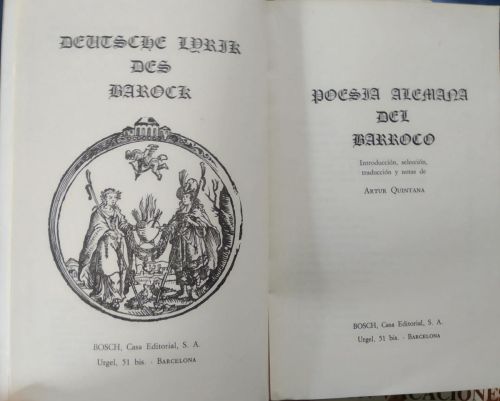 DEUTSCHE LYRIK
DES
BAROCK
BOSCH, Casa Editorial, S. A.
Urgel, 51 bis. - BARCELONA
POESIA ALEMANA
DEL
BARROCO
Introducción, selección,
traducción y notas de
ARTUR QUINTANA
BOSCH, Casa Editorial, S. A.
Urgel, 51 bis. - BARCELONA